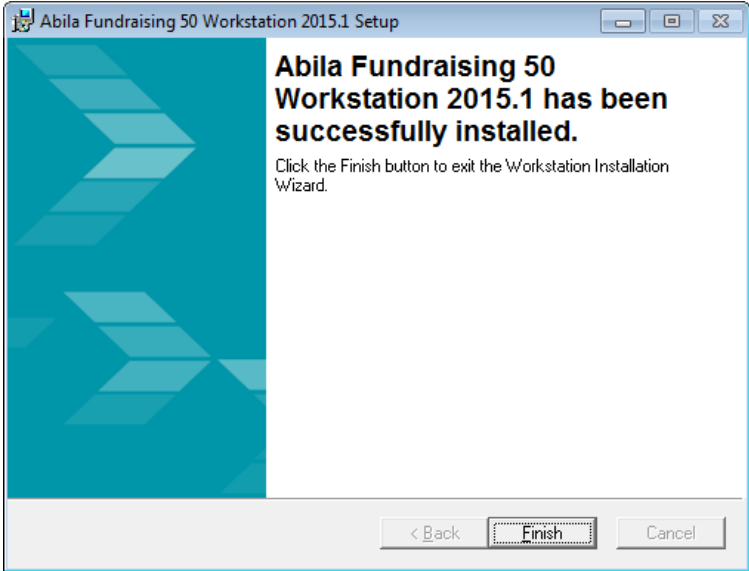 Abila Fundraising 50 Workstation 2015.1 Setup
Abila Fundraising 50
Workstation 2015.1 has been
successfully installed.
Click the Finish button to exit the Workstation Installation
Wizard.
< Back
Finish
Cancel